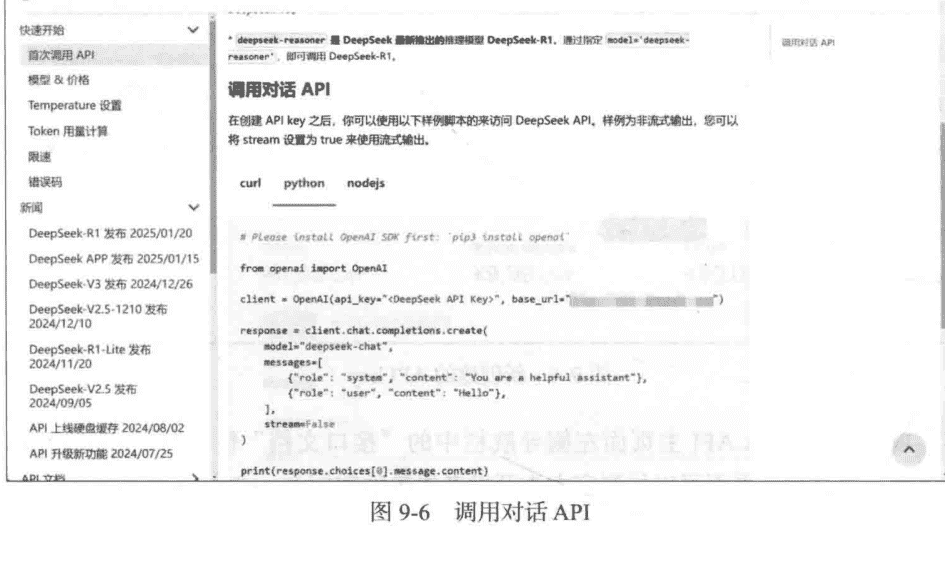 快速开始
首次调用 API
模型 & 价格
Temperature 设置
Token 用量计算
限速
错误码
新闻
DeepSeek-R1 发布 2025/01/20
DeepSeek APP 发布 2025/01/15
DeepSeek-V3 发布 2024/12/26
DeepSeek-V2.5-1210 发布
2024/12/10
DeepSeek-R1-Lite 发布
2024/11/20
DeepSeek-V2.5 发布
2024/09/05
API 上线硬盘缓存 2024/08/02
API 升级新功能 2024/07/25
API 文档
* deepseek-reasoner 是 DeepSeek 最新推出的推理模型 DeepSeek-R1。通过指定 model='deepseek-
reasoner'，即可调用 DeepSeek-R1。
调用对话 API
在创建 API key 之后，你可以使用以下样例脚本的来访问 DeepSeek API。样例为非流式输出，您可以
将 stream 设置为 true 来使用流式输出。
curl python nodejs
# Please install OpenAI SDK first: `pip3 install openai`
from openai import OpenAI
client = OpenAI(api_key="<DeepSeek API Key>", base_url="")
response = client.chat.completions.create(
model="deepseek-chat",
messages=[
{"role": "system", "content": "You are a helpful assistant"},
{"role": "user", "content": "Hello"},
],
stream=False
)
print(response.choices[0].message.content)
调用对话 API
图 9-6 调用对话 API